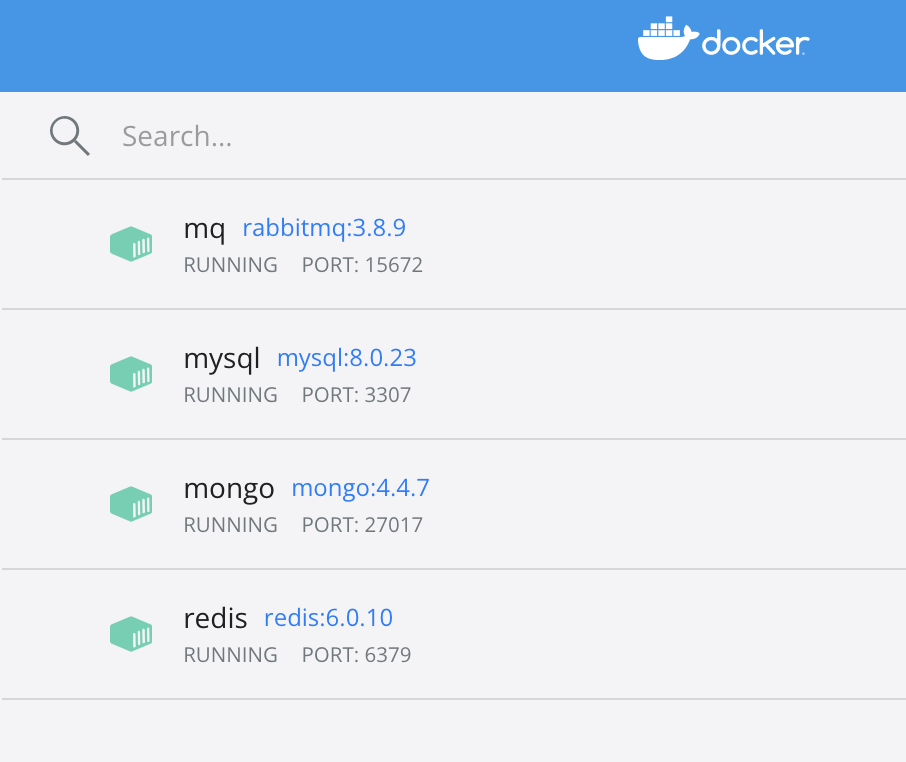 docker
Search...
mq rabbitmq:3.8.9
RUNNING PORT: 15672
mysql mysql:8.0.23
RUNNING PORT: 3307
mongo mongo:4.4.7
RUNNING PORT: 27017
redis redis:6.0.10
RUNNING PORT: 6379